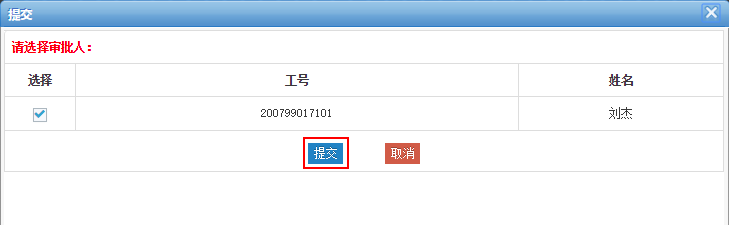 提交
请选择审批人：
选择 工号 姓名
200799017101 刘杰
提交 取消